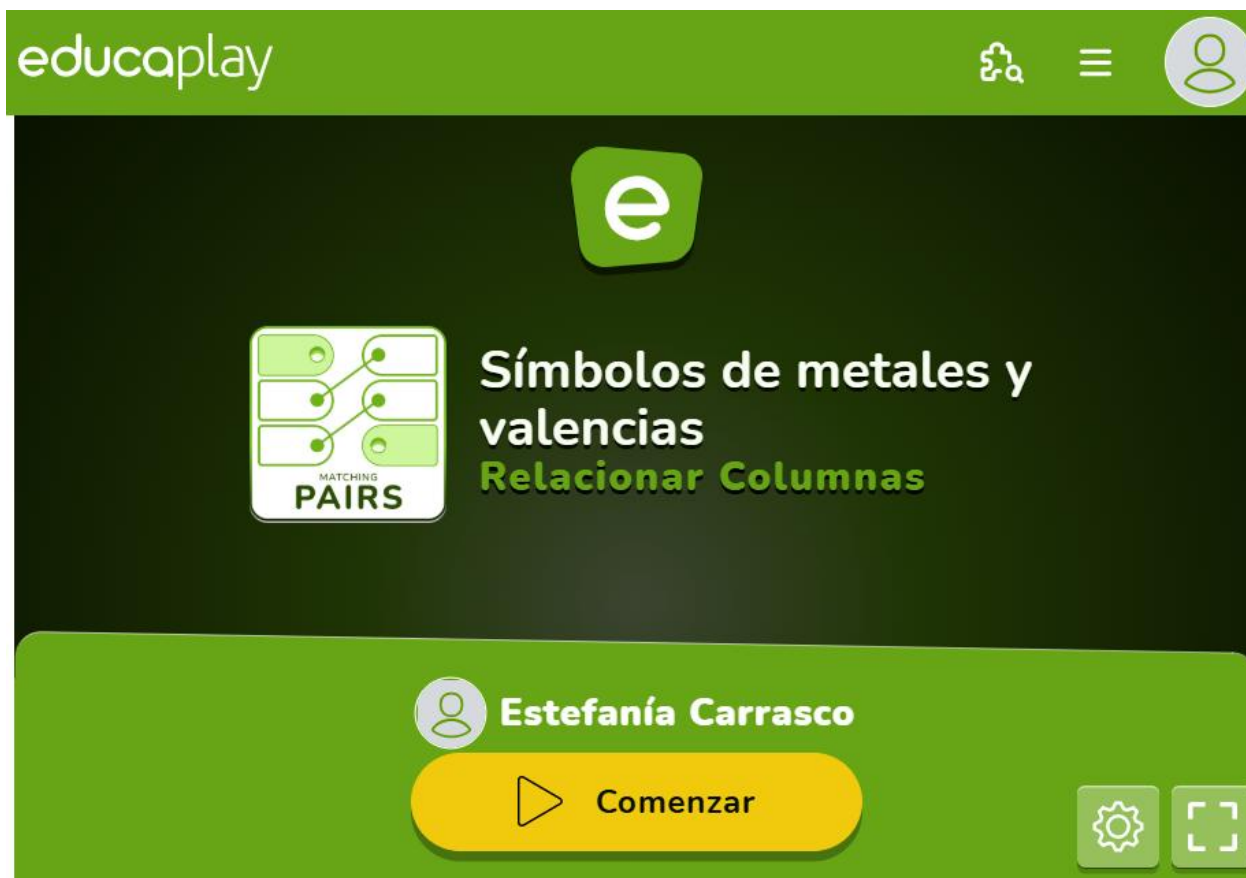 educaplay
e
Símbolos de metales y
valencias
Relacionar Columnas
MATCHING
PAIRS
Estefanía Carrasco
Comenzar